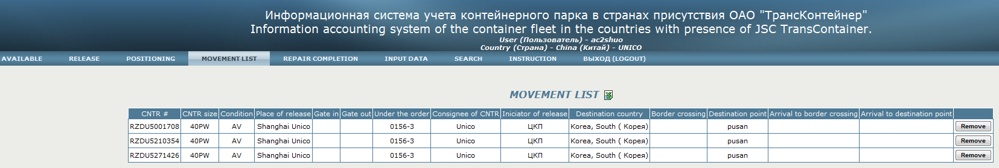 Информационная система учета контейнерного парка в странах присутствия ОАО "ТрансКонтейнер"
Information accounting system of the container fleet in the countries with presence of JSC TransContainer.
User (Пользователь) - ac2shuo
Country (Страна) - China (Китай) - UNICO
AVAILABLE RELEASE POSITIONING MOVEMENT LIST REPAIR COMPLETION INPUT DATA SEARCH INSTRUCTION ВЫХОД (LOGOUT)
MOVEMENT LIST
CNTR # CNTR size Condition Place of release Gate in Gate out Under the order Consignee of CNTR Iniciator of release Destination country Border crossing Destination point Arrival to border crossing Arrival to destination point
RZDU5001708 40PW AV Shanghai Unico 0156-3 Unico ЦКП Korea, South ( Корея) pusan Remove
RZDU5210354 40PW AV Shanghai Unico 0156-3 Unico ЦКП Korea, South ( Корея) pusan Remove
RZDU5271426 40PW AV Shanghai Unico 0156-3 Unico ЦКП Korea, South ( Корея) pusan Remove